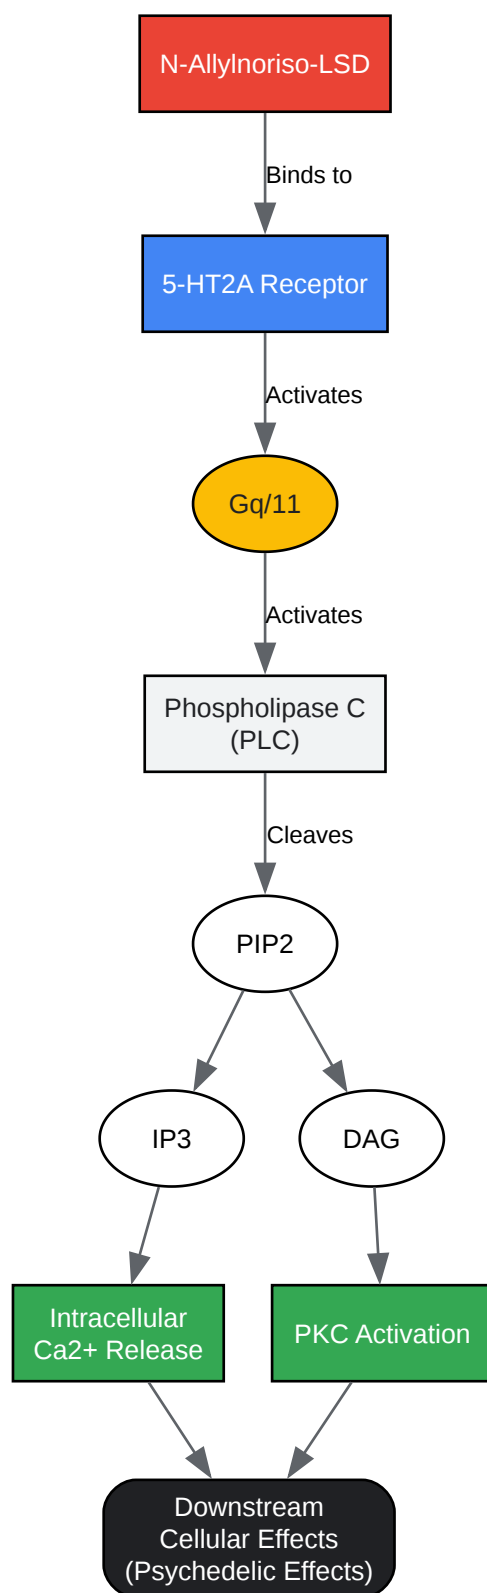 N-Allylnoriso-LSD
Binds to
5-HT2A Receptor
Activates
Gq/11
Activates
Phospholipase C
(PLC)
Cleaves
PIP2
IP3
DAG
Intracellular
Ca2+ Release
PKC Activation
Downstream
Cellular Effects
(Psychedelic Effects)